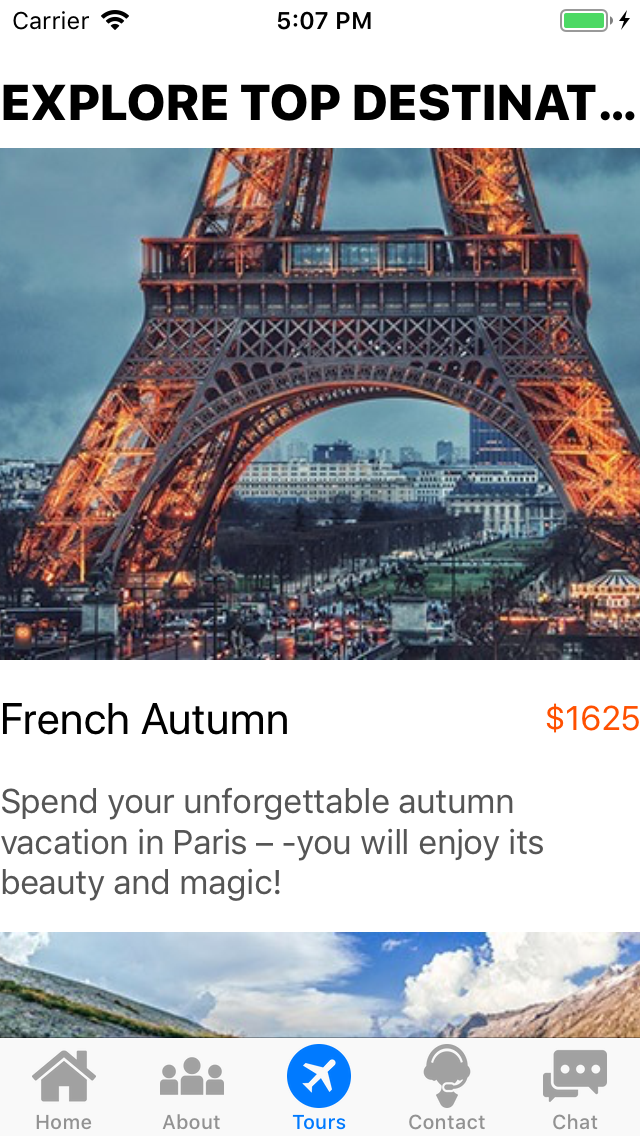 Carrier 5:07 PM
EXPLORE TOP DESTINAT...
French Autumn $1625
Spend your unforgettable autumn
vacation in Paris – -you will enjoy its
beauty and magic!
Home About Tours Contact Chat